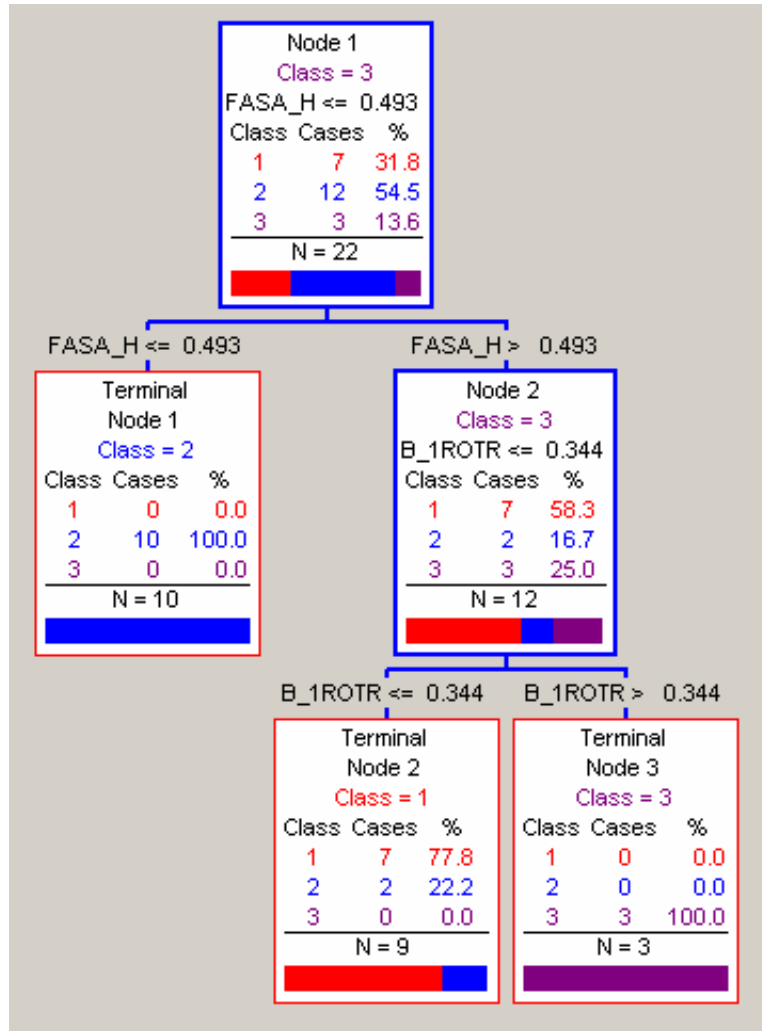 Node 1
Class = 3
FASA_H <= 0.493
Class Cases %
1 7 31.8
2 12 54.5
3 3 13.6
N = 22
FASA_H <= 0.493
FASA_H > 0.493
Terminal
Node 1
Class = 2
Class Cases %
1 0 0.0
2 10 100.0
3 0 0.0
N = 10
Node 2
Class = 3
B_1ROTR <= 0.344
Class Cases %
1 7 58.3
2 2 16.7
3 3 25.0
N = 12
B_1ROTR <= 0.344
B_1ROTR > 0.344
Terminal
Node 2
Class = 1
Class Cases %
1 7 77.8
2 2 22.2
3 0 0.0
N = 9
Terminal
Node 3
Class = 3
Class Cases %
1 0 0.0
2 0 0.0
3 3 100.0
N = 3